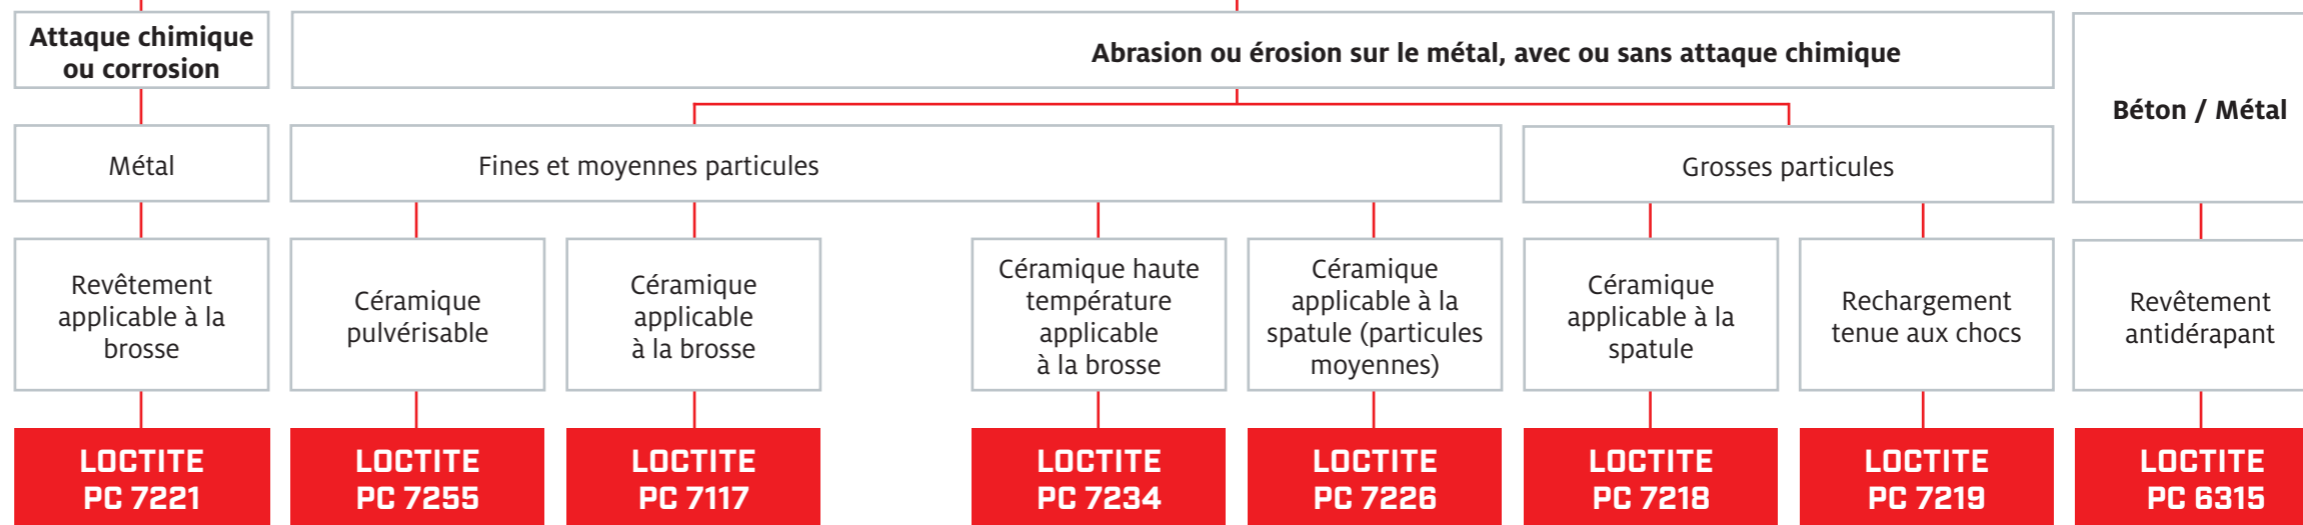 Attaque chimique
ou corrosion
Abrasion ou érosion sur le métal, avec ou sans attaque chimique
Béton / Métal
Métal
Fines et moyennes particules
Grosses particules
Revêtement
applicable à la
brosse
Céramique
pulvérisable
Céramique
applicable
à la brosse
Céramique haute
température
applicable
à la brosse
Céramique
applicable à la
spatule (particules
moyennes)
Céramique
applicable à la
spatule
Rechargement
tenue aux chocs
Revêtement
antidérapant
LOCTITE
PC 7221
LOCTITE
PC 7255
LOCTITE
PC 7117
LOCTITE
PC 7234
LOCTITE
PC 7226
LOCTITE
PC 7218
LOCTITE
PC 7219
LOCTITE
PC 6315